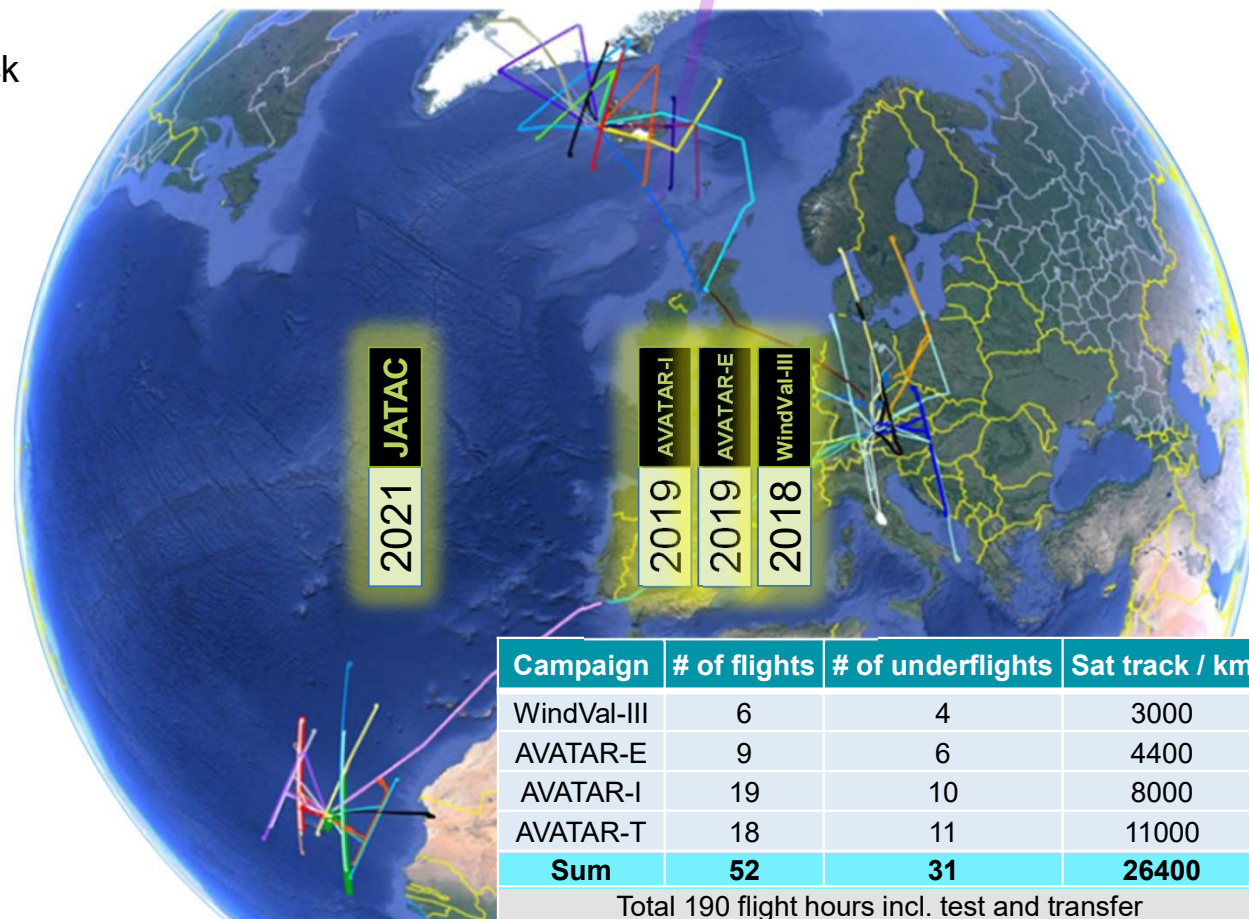 ck
JATAC
2021
AVATAR-I
2019
AVATAR-E
2019
WindVal-III
2018
Campaign # of flights # of underflights Sat track / km
WindVal-III 6 4 3000
AVATAR-E 9 6 4400
AVATAR-I 19 10 8000
AVATAR-T 18 11 11000
Sum 52 31 26400
Total 190 flight hours incl. test and transfer